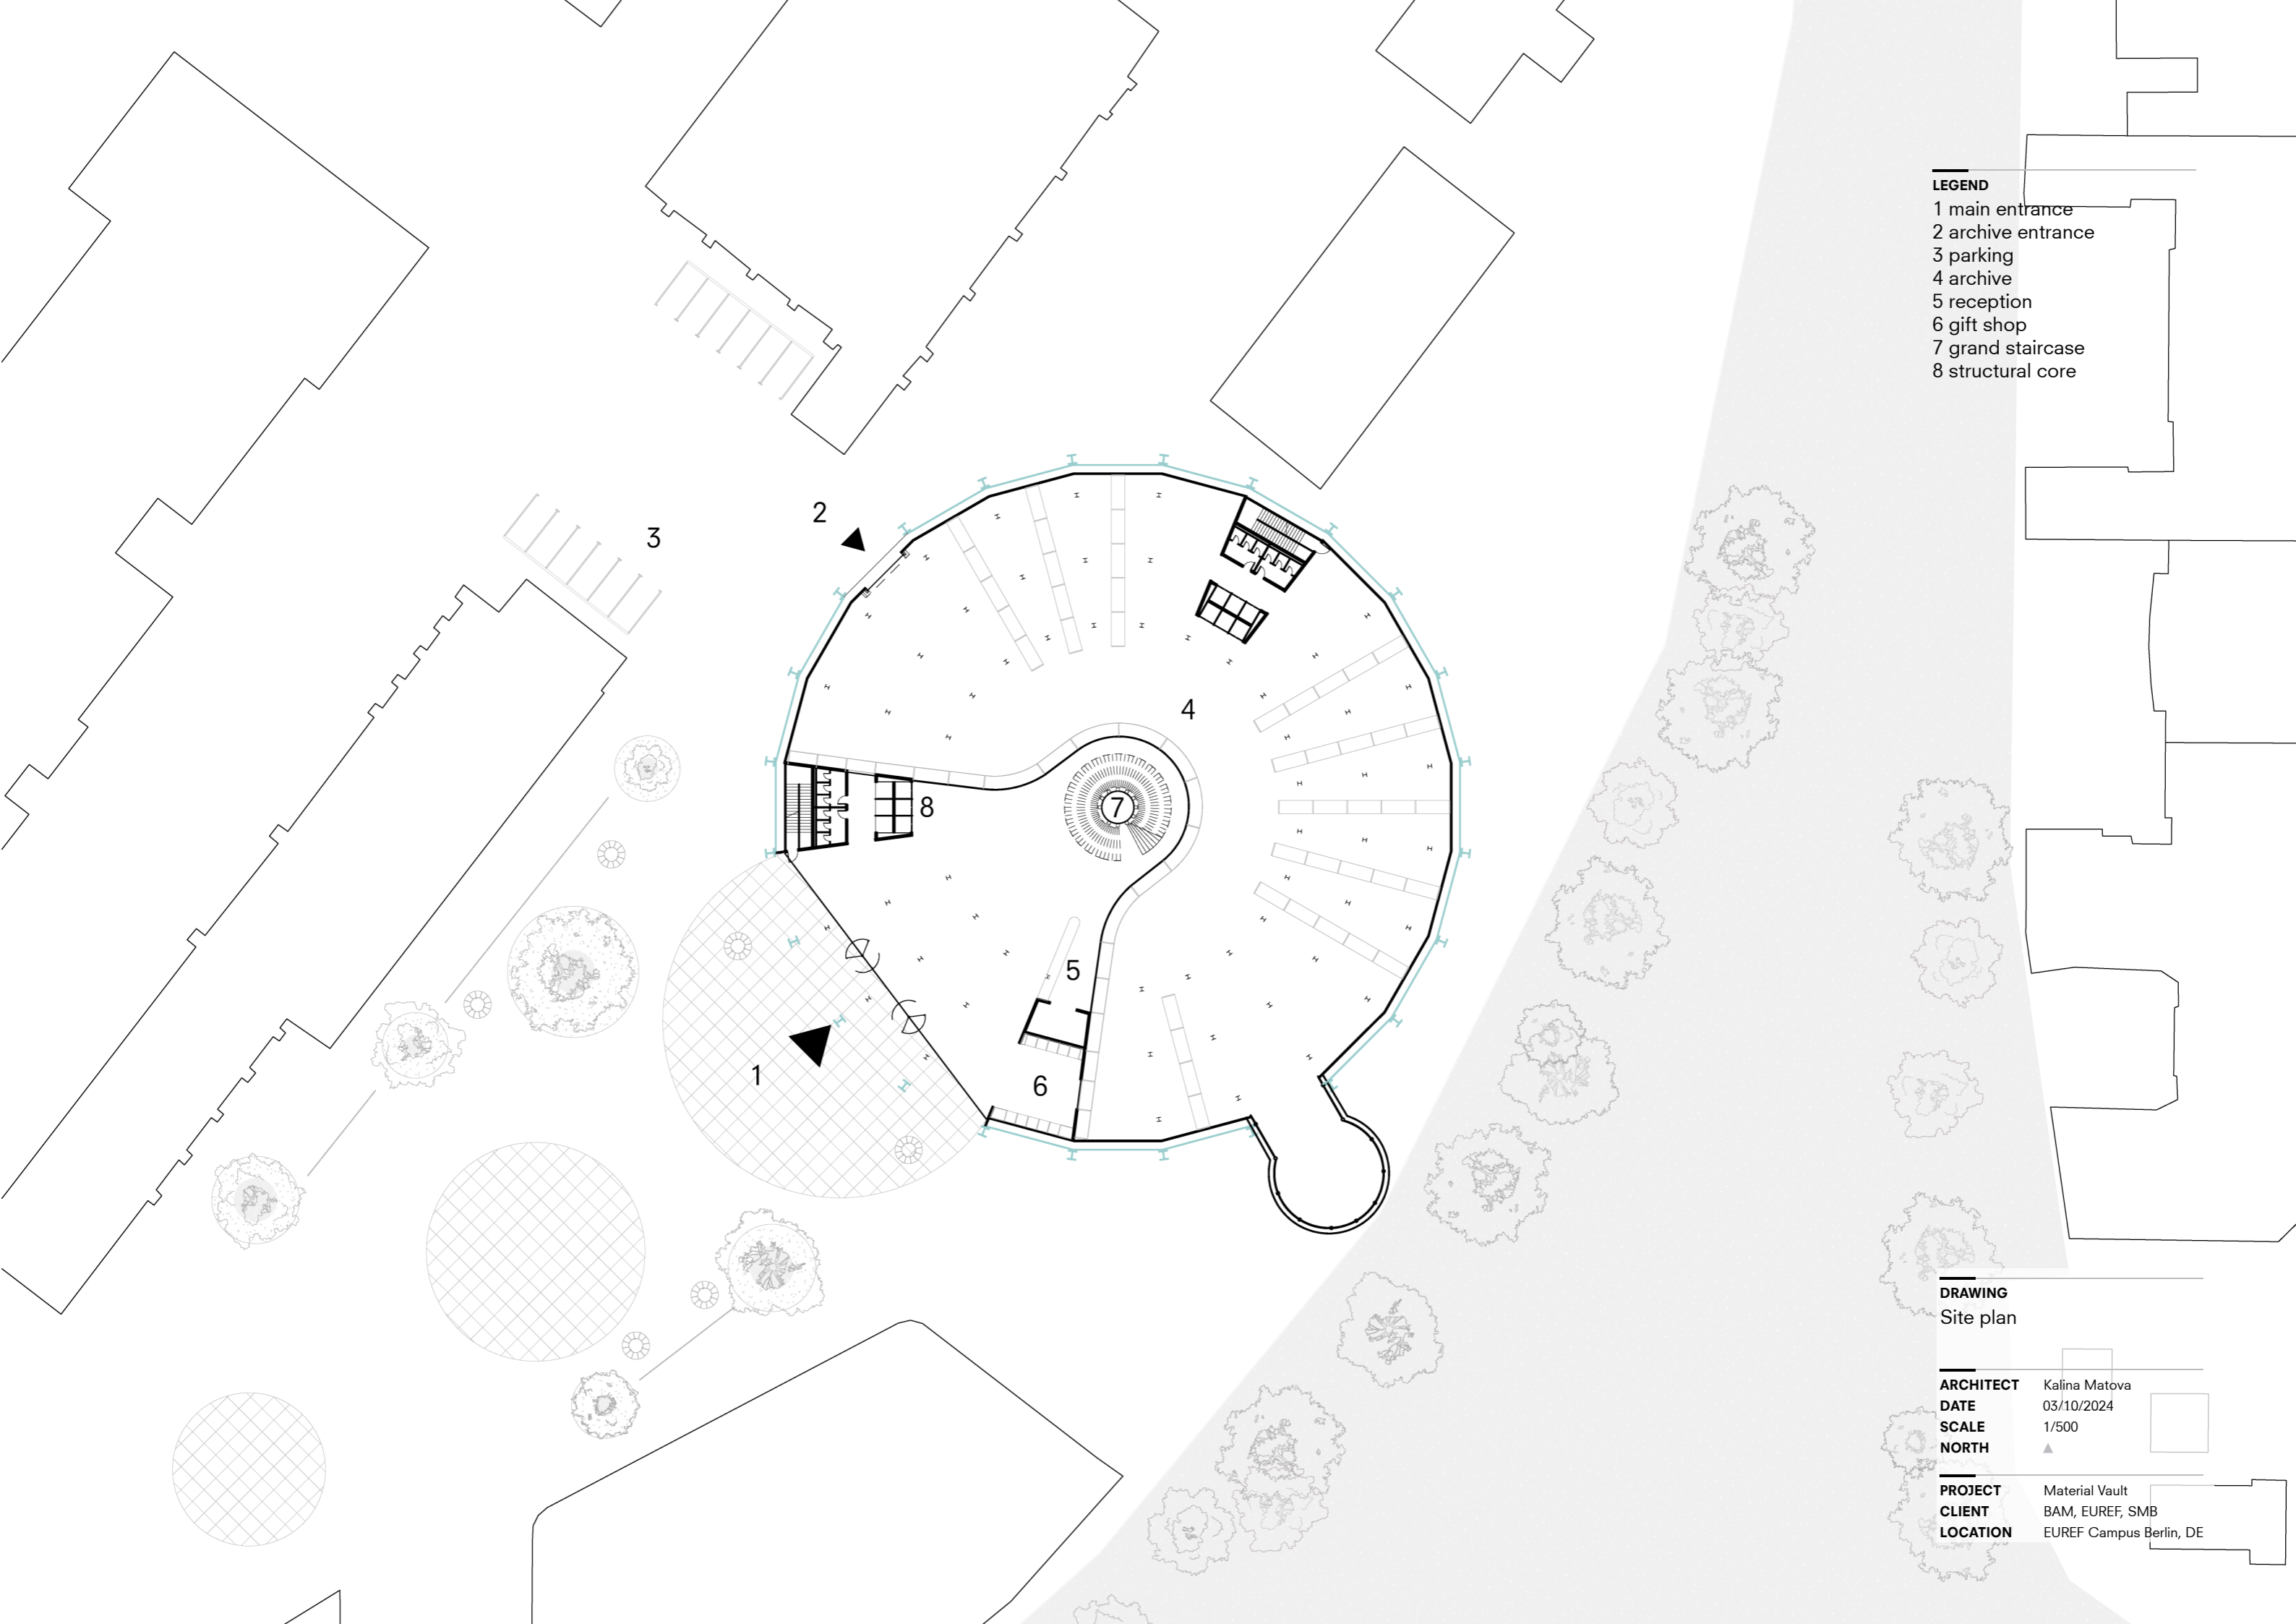 LEGEND
1 main entrance
2 archive entrance
3 parking
4 archive
5 reception
6 gift shop
7 grand staircase
8 structural core
2
3
4
8
7
5
1
6
DRAWING
Site plan
ARCHITECT Kalina Matova
DATE 03/10/2024
SCALE 1/500
NORTH
PROJECT Material Vault
CLIENT BAM, EUREF, SMB
LOCATION EUREF Campus Berlin, DE